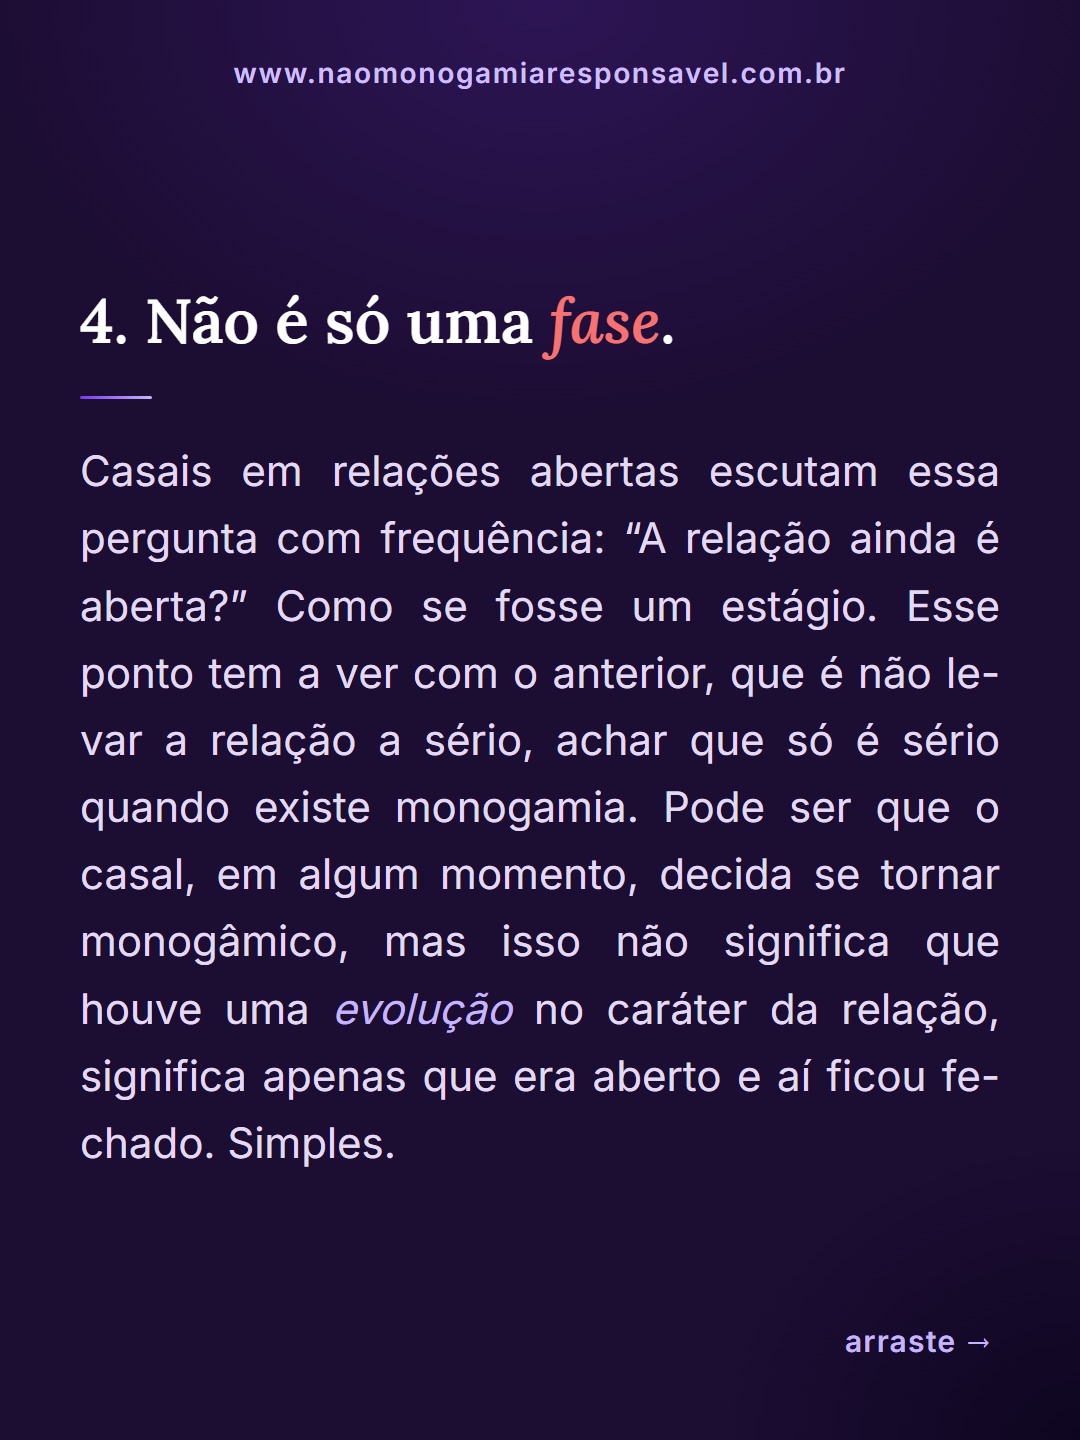 www.naomonogamiaresponsavel.com.br
4. Não é só uma fase.
Casais em relações abertas escutam essa
pergunta com frequência: “A relação ainda é
aberta?” Como se fosse um estágio. Esse
ponto tem a ver com o anterior, que é não le-
var a relação a sério, achar que só é sério
quando existe monogamia. Pode ser que o
casal, em algum momento, decida se tornar
monogâmico, mas isso não significa que
houve uma evolução no caráter da relação,
significa apenas que era aberto e aí ficou fe-
chado. Simples.
arraste →